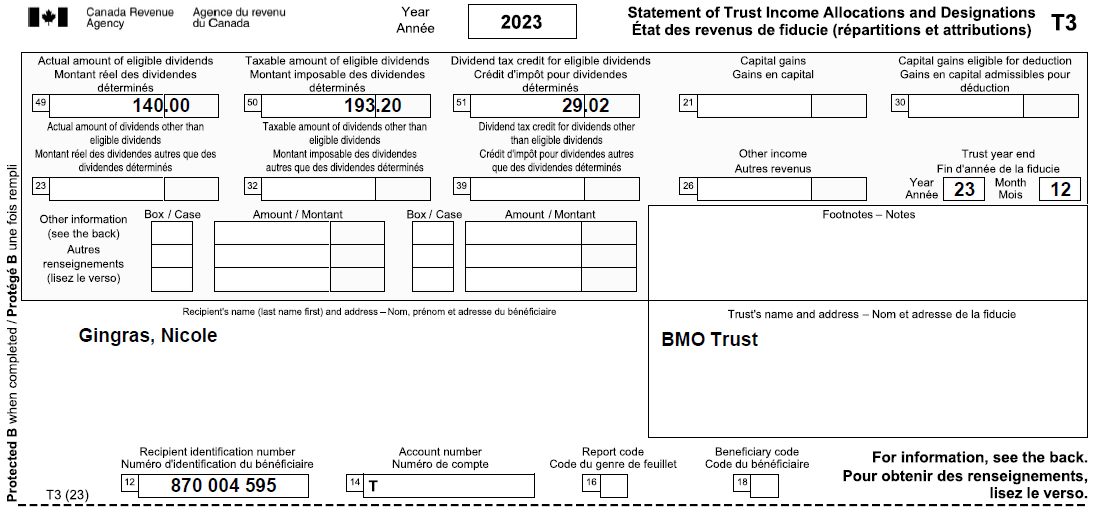 Canada Revenue Agence du revenu
Agency du Canada
Year
Année
2023
Statement of Trust Income Allocations and Designations
État des revenus de fiducie (répartitions et attributions)
T3
Actual amount of eligible dividends
Montant réel des dividendes
déterminés
49 140.00
Taxable amount of eligible dividends
Montant imposable des dividendes
déterminés
50 193.20
Dividend tax credit for eligible dividends
Crédit d'impôt pour dividendes
déterminés
51 29.02
Capital gains
Gains en capital
21
Capital gains eligible for deduction
Gains en capital admissibles pour
déduction
30
Actual amount of dividends other than
eligible dividends
Montant réel des dividendes autres que des
dividendes déterminés
23
Taxable amount of dividends other than
eligible dividends
Montant imposable des dividendes
autres que des dividendes déterminés
32
Dividend tax credit for dividends other
than eligible dividends
Crédit d'impôt pour dividendes autres
que des dividendes déterminés
39
Other income
Autres revenus
26
Trust year end
Fin d'année de la fiducie
Year
Année
23
Month
Mois
12
Other information
(see the back)
Autres
renseignements
(lisez le verso)
Box / Case Amount / Montant Box / Case Amount / Montant
Footnotes – Notes
Recipient's name (last name first) and address – Nom, prénom et adresse du bénéficiaire
Gingras, Nicole
Trust's name and address – Nom et adresse de la fiducie
BMO Trust
Recipient identification number
Numéro d'identification du bénéficiaire
12 870 004 595
Account number
Numéro de compte
14 T
Report code
Code du genre de feuillet
16
Beneficiary code
Code du bénéficiaire
18
For information, see the back.
Pour obtenir des renseignements,
lisez le verso.
T3 (23)
Protected B when completed / Protégé B une fois rempli